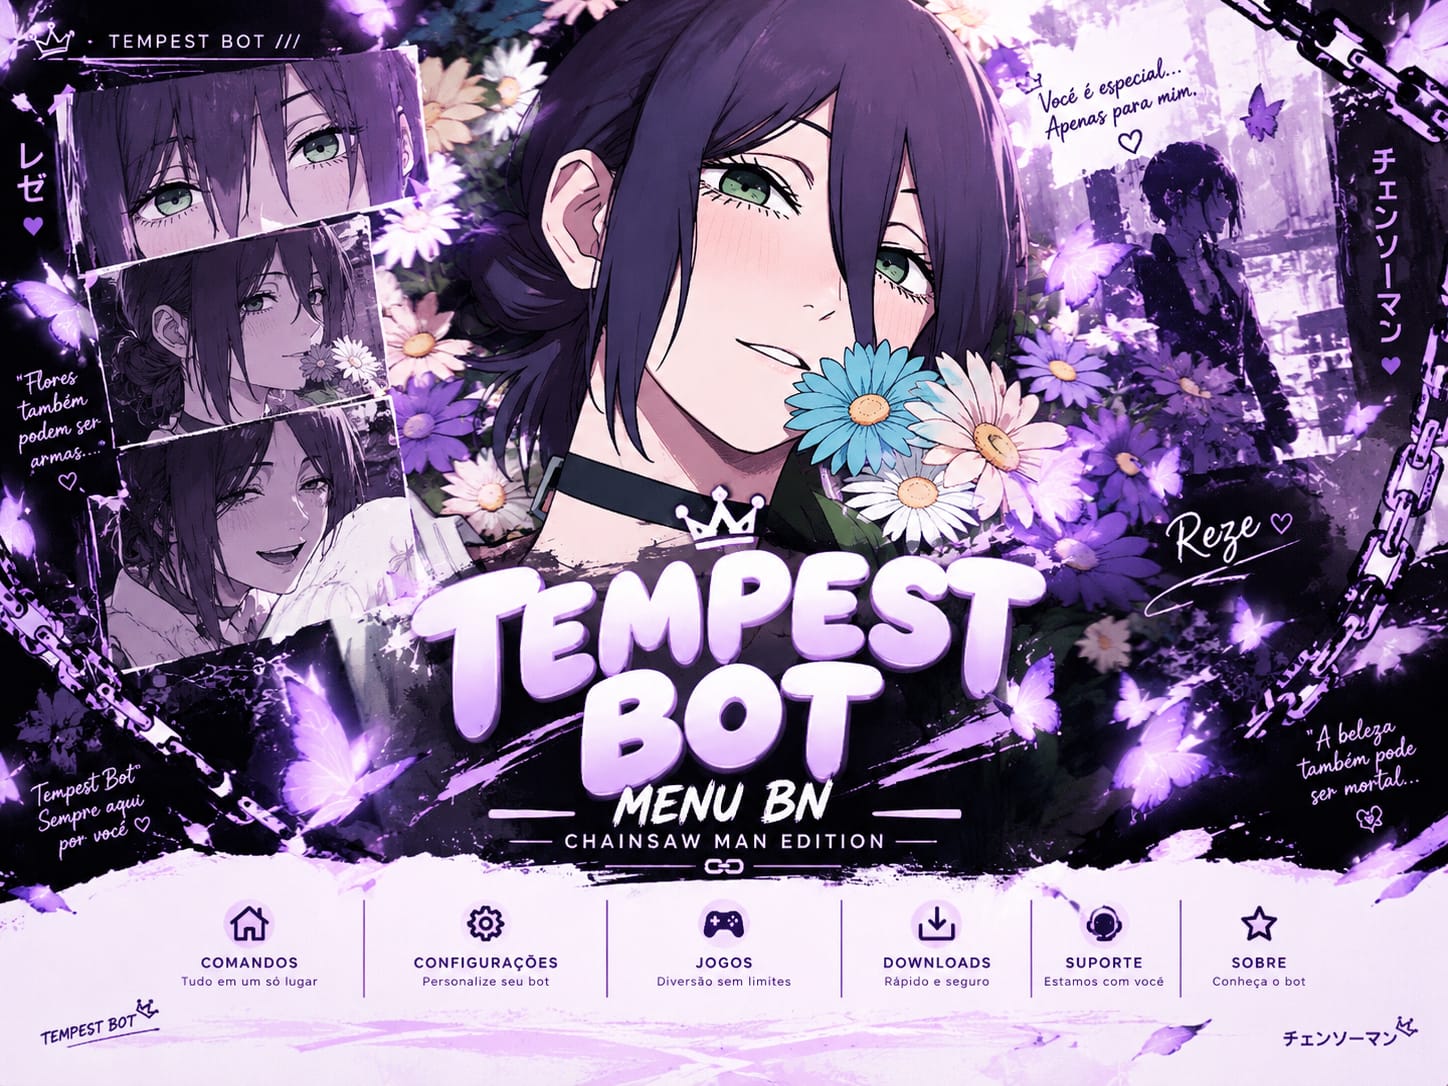 TEMPEST BOT ///
レゼ
Você é especial...
Apenas para mim.
チェンソーマン
"Flores
também
podem ser
armas..."
Reze
TEMPEST
BOT
MENU BN
CHAINSAW MAN EDITION
Tempest Bot"
Sempre aqui
por você
"A beleza
também pode
ser mortal...
COMANDOS
Tudo em um só lugar
CONFIGURAÇÕES
Personalize seu bot
JOGOS
Diversão sem limites
DOWNLOADS
Rápido e seguro
SUPORTE
Estamos com você
SOBRE
Conheça o bot
TEMPEST BOT
チェンソーマン